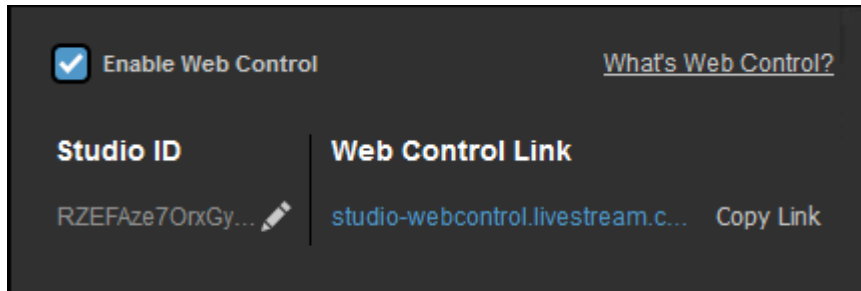 Enable Web Control
What's Web Control?
Studio ID
Web Control Link
RZEFAze7OrxGy...
studio-webcontrol.livestream.c...
Copy Link